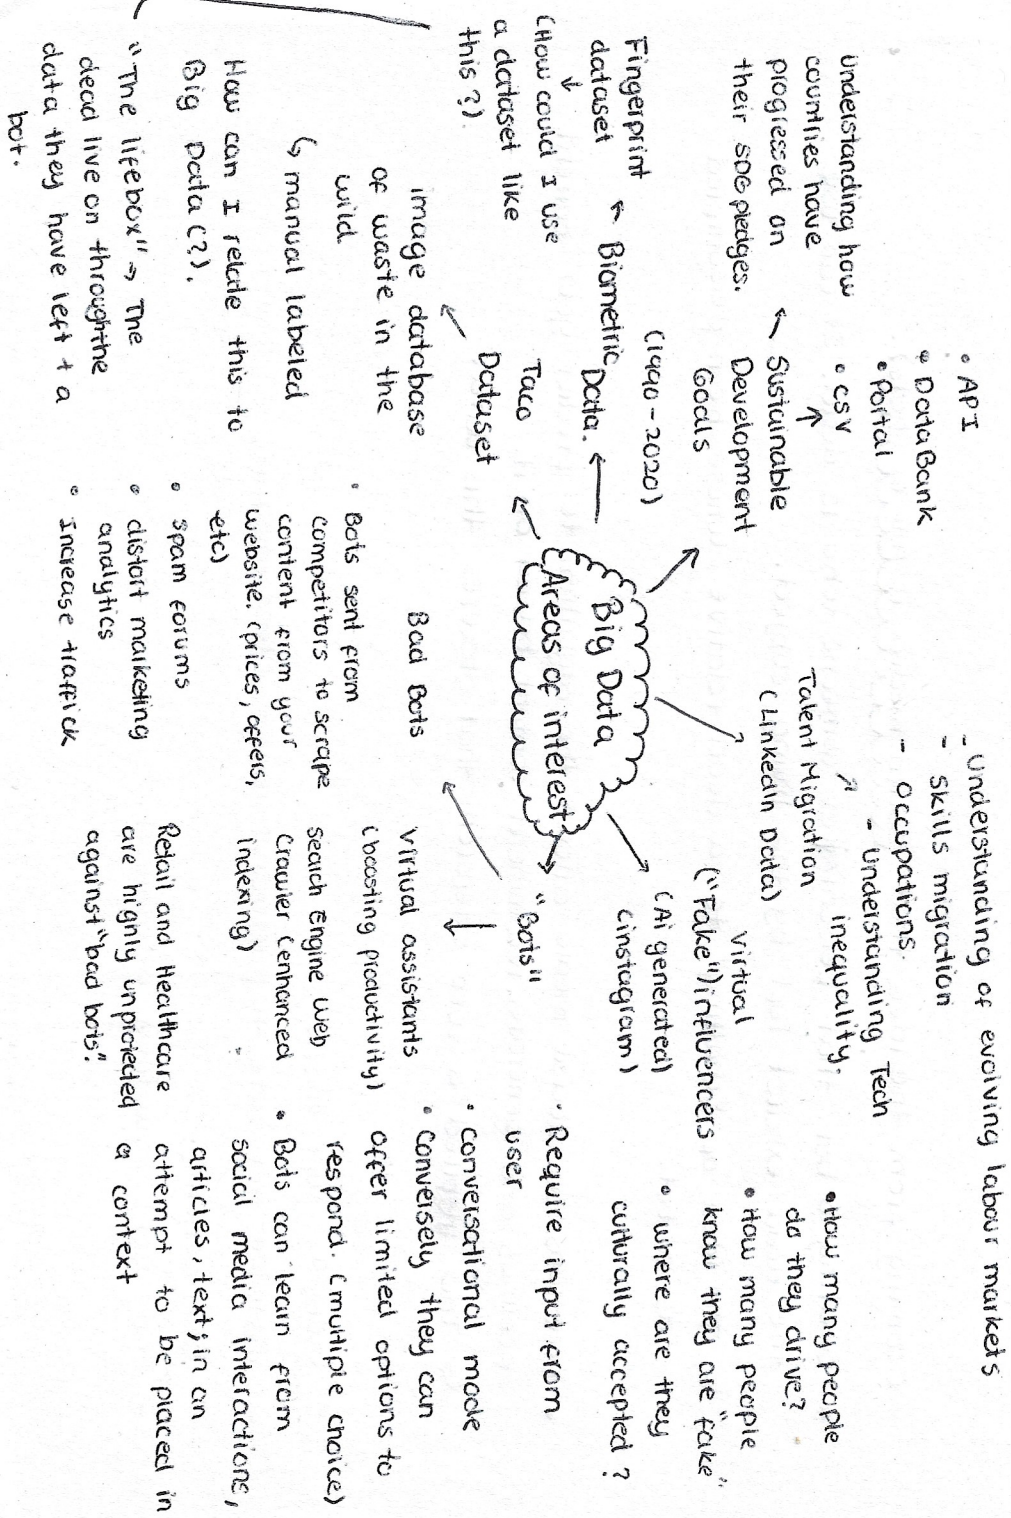 • API
• DataBank
• Portal
• CSV
understanding how
countries have
progressed on
their SDG pledges.
Sustainable
Development
Goals
(1990-2020)
- Understanding of evolving labour markets
- Skills migration
- occupations.
- Understanding Tech
inequality.
Talent Migration
(LinkedIn Data)
Virtual
("Fake") influencers
(Ai generated)
(instagram)
• How many people
do they drive?
• How many people
know they are "fake"
• where are they
culturally accepted?
Fingerprint
dataset
(How could I use
a dataset like
this?)
Biometric
Data.
Big Data
Areas of interest
"Bots"
Taco
Dataset
image database
of waste in the
wild
↳ manual labeled
How can I relate this to
Big Data (?).
"The lifebox" → The
dead live on through the
data they have left + a
bot.
Bad Bots
• Bots sent from
competitors to scrape
content from your
website. (prices, offers,
etc)
• Spam forums
• distort marketing
analytics
• Increase traffick
Virtual assistants
(boosting productivity)
Search Engine Web
Crawler (enhanced
indexing)
Retail and Healthcare
are highly unprotected
against "bad bots".
• Require input from
user
• conversational mode
• Conversely they can
offer limited options to
respond. (multiple choice)
• Bots can learn from
social media interactions,
articles, text; in an
attempt to be placed in
a context